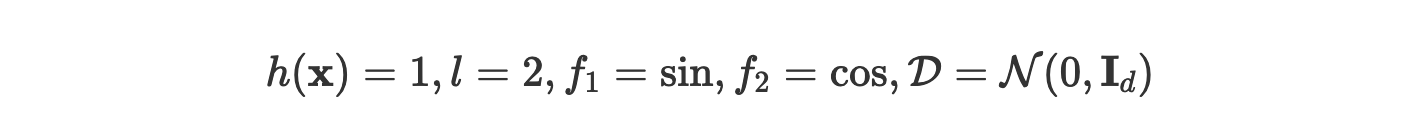 h(𝐱) = 1, l = 2, f₁ = sin, f₂ = cos, 𝒟 = 𝒩(0, 𝐈_d)